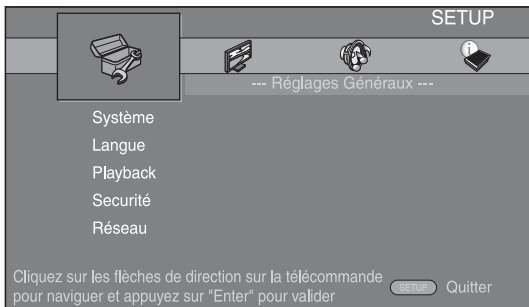 SETUP
--- Réglages Généraux ---
Système
Langue
Playback
Securité
Réseau
Cliquez sur les flèches de direction sur la télécommande
pour naviguer et appuyez sur "Enter" pour valider
SETUP Quitter